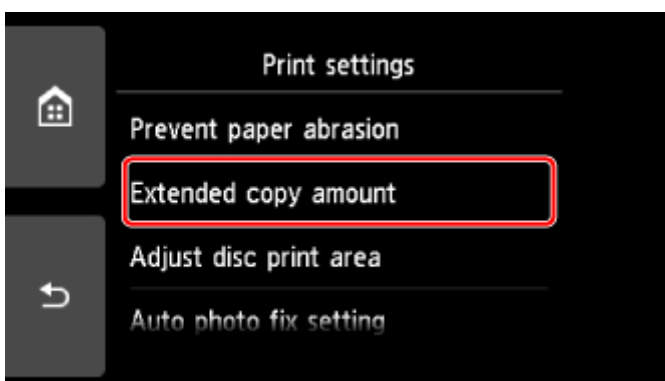 Print settings
Prevent paper abrasion
Extended copy amount
Adjust disc print area
Auto photo fix setting